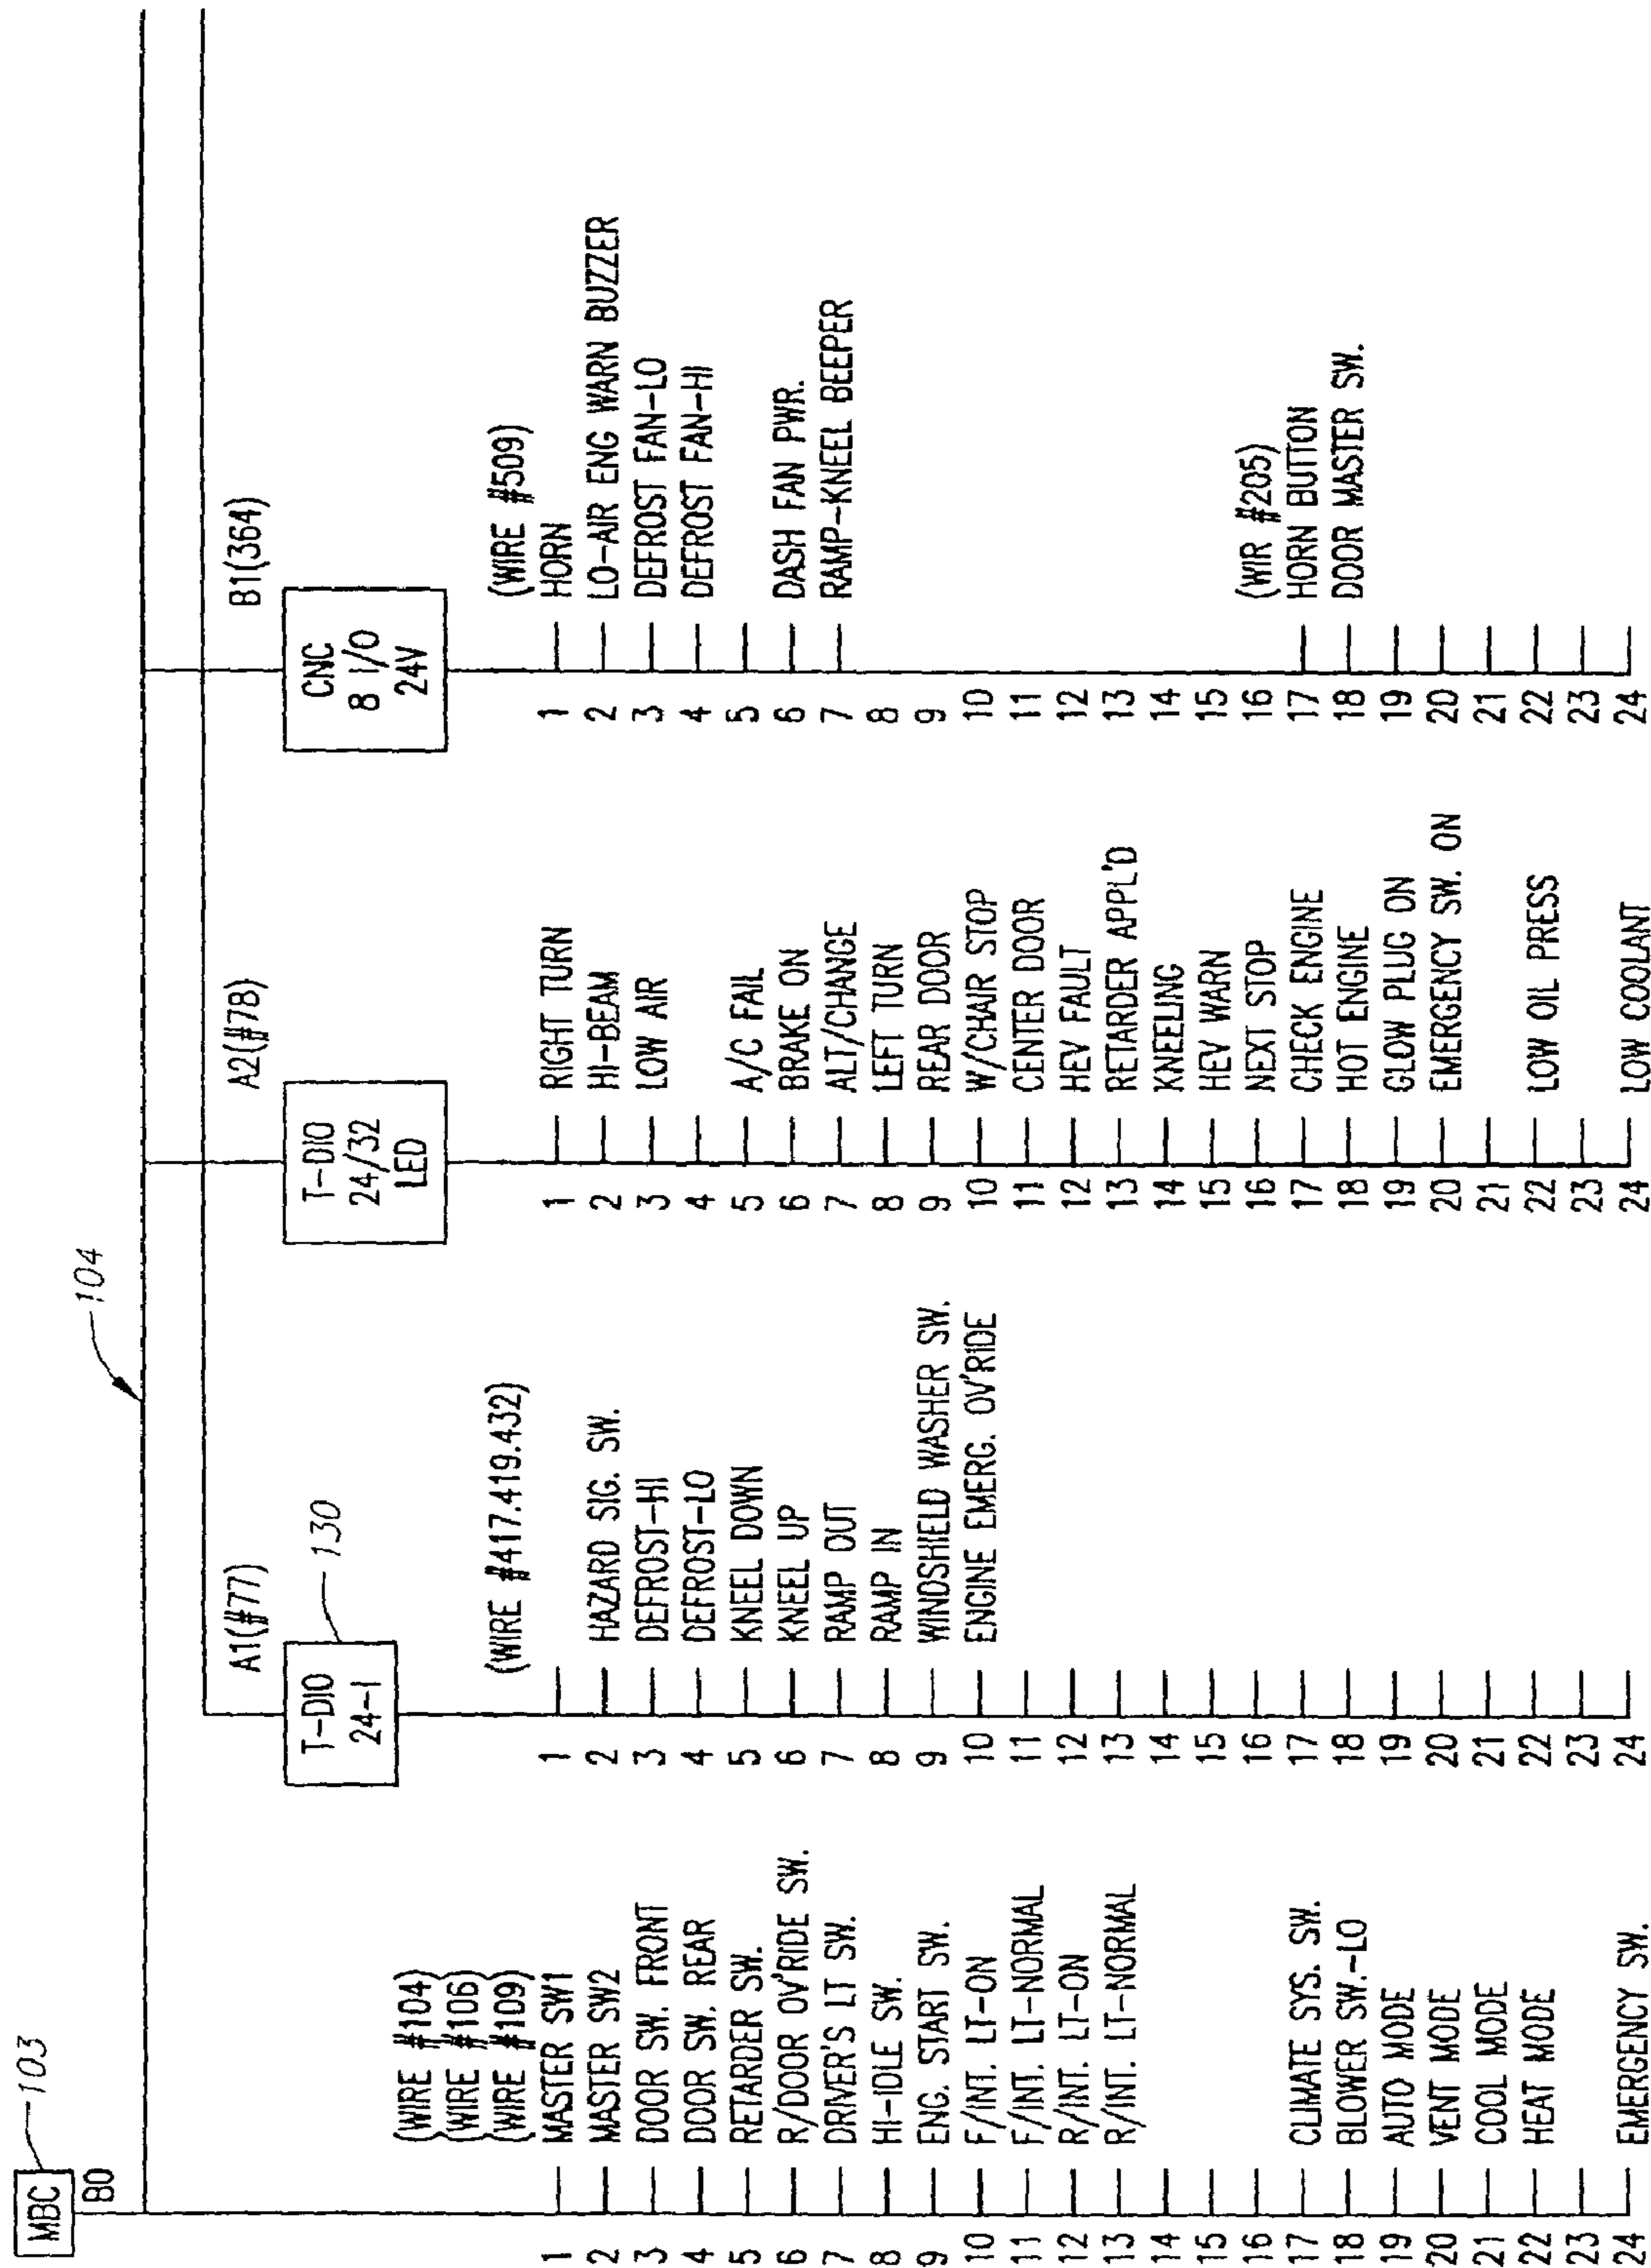 MBC
103
B0
104
(WIRE #104)
(WIRE #106)
(WIRE #109)
1 MASTER SW1
2 MASTER SW2
3 DOOR SW. FRONT
4 DOOR SW. REAR
5 RETARDER SW.
6 R/DOOR OV'RIDE SW.
7 DRIVER'S LT SW.
8 HI-IDLE SW.
9 ENG. START SW.
10 F/INT. LT-ON
11 F/INT. LT-NORMAL
12 R/INT. LT-ON
13 R/INT. LT-NORMAL
14
15
16
17 CLIMATE SYS. SW.
18 BLOWER SW.-LO
19 AUTO MODE
20 VENT MODE
21 COOL MODE
22 HEAT MODE
23
24 EMERGENCY SW.
A1(#77)
T-DIO
24-1
130
(WIRE #417.419.432)
1
2 HAZARD SIG. SW.
3 DEFROST-HI
4 DEFROST-LO
5 KNEEL DOWN
6 KNEEL UP
7 RAMP OUT
8 RAMP IN
9 WINDSHIELD WASHER SW.
10 ENGINE EMERG. OV'RIDE
11
12
13
14
15
16
17
18
19
20
21
22
23
24
A2(#78)
T-DIO
24/32
LED
1 RIGHT TURN
2 HI-BEAM
3 LOW AIR
4
5 A/C FAIL
6 BRAKE ON
7 ALT/CHANGE
8 LEFT TURN
9 REAR DOOR
10 W/CHAIR STOP
11 CENTER DOOR
12 HEV FAULT
13 RETARDER APPL'D
14 KNEELING
15 HEV WARN
16 NEXT STOP
17 CHECK ENGINE
18 HOT ENGINE
19 GLOW PLUG ON
20 EMERGENCY SW. ON
21
22 LOW OIL PRESS
23
24 LOW COOLANT
B1(364)
CNC
8 I/O
24V
(WIRE #509)
1 HORN
2 LO-AIR ENG WARN BUZZER
3 DEFROST FAN-LO
4 DEFROST FAN-HI
5
6 DASH FAN PWR.
7 RAMP-KNEEL BEEPER
8
9
10
11
12
13
14
15
16
(WIR #205)
17 HORN BUTTON
18 DOOR MASTER SW.
19
20
21
22
23
24